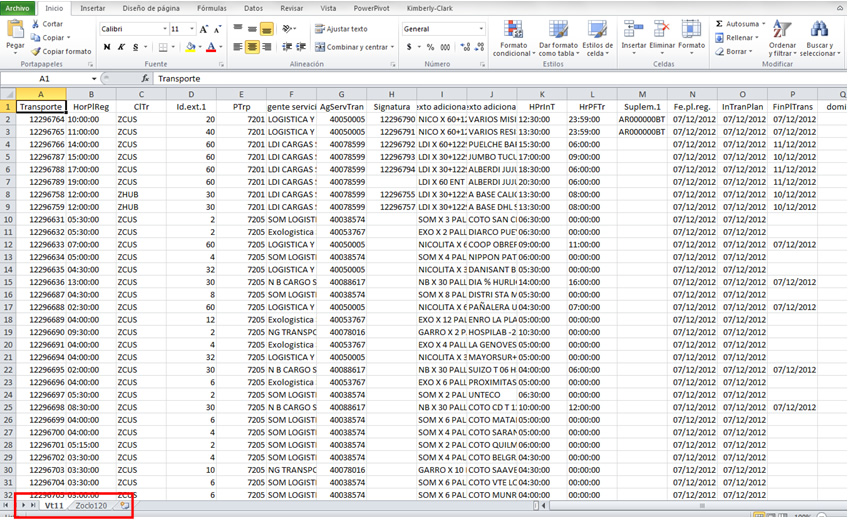 Archivo Inicio Insertar Diseño de página Fórmulas Datos Revisar Vista PowerPivot Kimberly-Clark
Pegar
Cortar
Copiar
Copiar formato
Portapapeles
Calibri 11
N K S
Fuente
Ajustar texto
Combinar y centrar
Alineación
General
$ % 000
Número
Formato condicional
Dar formato como tabla
Estilos de celda
Estilos
Insertar Eliminar Formato
Celdas
Autosuma
Rellenar
Borrar
Ordenar y filtrar
Buscar y seleccionar
Modificar
A1 fx Transporte
A B C D E F G H I J K L M N O P Q
1 Transporte HorPlReg ClTr Id.ext.1 PTrp gente servici AgServTran Signatura exto adiciona exto adiciona HPrInT HrPFTr Suplem.1 Fe.pl.reg. InTranPlan FinPlTrans domi
2 12296764 10:00:00 ZCUS 20 7201 LOGISTICA Y 40050005 12296790 NICO X 60+12 VARIOS MISI 12:30:00 23:59:00 AR000000BT 07/12/2012 07/12/2012 07/12/2012
3 12296765 11:00:00 ZCUS 40 7201 LOGISTICA Y 40050005 12296791 NICO X 60+12 VARIOS RESI 13:30:00 23:59:00 AR000000BT 07/12/2012 07/12/2012 07/12/2012
4 12296766 14:00:00 ZCUS 60 7201 LDI CARGAS S 40078599 12296792 LDI X 60+1229 PUELCHE BA 15:00:00 06:00:00 07/12/2012 07/12/2012 11/12/2012
5 12296787 15:00:00 ZCUS 60 7201 LDI CARGAS S 40078599 12296793 LDI X 30+1229 JUMBO TUCU 17:00:00 09:00:00 07/12/2012 07/12/2012 10/12/2012
6 12296788 17:00:00 ZCUS 60 7201 LDI CARGAS S 40078599 12296794 LDI X 60+1229 ALBERDI JUJU 18:30:00 06:00:00 07/12/2012 07/12/2012 11/12/2012
7 12296789 19:00:00 ZCUS 60 7201 LDI CARGAS S 40078599 LDI X 60 ENT ALBERDI JUJU 20:30:00 06:00:00 07/12/2012 07/12/2012 11/12/2012
8 12296758 12:00:00 ZHUB 30 7201 LDI CARGAS S 40078599 12296755 LDI X 30+1229 A BASE CALIC 13:30:00 08:00:00 07/12/2012 07/12/2012 10/12/2012
9 12296759 12:00:00 ZHUB 30 7201 LDI CARGAS S 40078599 12296757 LDI X 30+1229 A BASE DHL S 13:30:00 08:00:00 07/12/2012 07/12/2012 10/12/2012
10 12296631 05:30:00 ZCUS 2 7205 SOM LOGISTI 40038574 SOM X 3 PALL COTO SAN C 06:30:00 00:00:00 07/12/2012 07/12/2012
11 12296632 05:00:00 ZCUS 2 7205 Exologistica 40053767 EXO X 2 PALL DIARCO PUE 06:00:00 00:00:00 07/12/2012 07/12/2012
12 12296633 07:00:00 ZCUS 60 7205 LOGISTICA Y 40050005 NICOLITA X 6 COOP OBRER 09:00:00 11:00:00 07/12/2012 07/12/2012 07/12/2012
13 12296634 05:00:00 ZCUS 4 7205 SOM LOGISTI 40038574 SOM X 4 PALL NIPPON PAT 06:00:00 00:00:00 07/12/2012 07/12/2012
14 12296635 04:30:00 ZCUS 32 7205 LOGISTICA Y 40050005 NICOLITA X 3 DANISANT B 05:30:00 00:00:00 07/12/2012 07/12/2012
15 12296636 13:00:00 ZCUS 30 7205 N B CARGO S 40088617 NB X 30 PALL DIA % HURLI 14:00:00 16:00:00 07/12/2012 07/12/2012 07/12/2012
16 12296687 04:30:00 ZCUS 8 7205 SOM LOGISTI 40038574 SOM X 8 PALL DISTRI STA M 05:30:00 00:00:00 07/12/2012 07/12/2012
17 12296688 02:30:00 ZCUS 60 7205 LOGISTICA Y 40050005 NICOLITA X 6 PAÑALERA U 04:30:00 07:00:00 07/12/2012 07/12/2012 07/12/2012
18 12296689 04:00:00 ZCUS 12 7205 Exologistica 40053767 EXO X 12 PAL ENRO LA PLA 05:00:00 00:00:00 07/12/2012 07/12/2012
19 12296690 09:30:00 ZCUS 2 7205 NG TRANSPO 40078016 GARRO X 2 P HOSPILAB -2 10:30:00 00:00:00 07/12/2012 07/12/2012
20 12296691 04:00:00 ZCUS 4 7205 Exologistica 40053767 EXO X 4 PALL LA GENOVES 05:00:00 00:00:00 07/12/2012 07/12/2012
21 12296694 04:00:00 ZCUS 32 7205 LOGISTICA Y 40050005 NICOLITA X 3 MAYORSUR+ 05:00:00 00:00:00 07/12/2012 07/12/2012
22 12296695 02:00:00 ZCUS 30 7205 N B CARGO S 40088617 NB X 30 PALL SUIZO T 06 H 04:00:00 06:00:00 07/12/2012 07/12/2012 07/12/2012
23 12296696 04:00:00 ZCUS 6 7205 Exologistica 40053767 EXO X 6 PALL PROXIMITAS 05:00:00 00:00:00 07/12/2012 07/12/2012
24 12296697 05:30:00 ZCUS 2 7205 SOM LOGISTI 40038574 SOM X 2 PALL UNTECO 06:30:00 00:00:00 07/12/2012 07/12/2012
25 12296698 08:30:00 ZCUS 30 7205 N B CARGO S 40088617 NB X 30 PALL COTO CD T 12 10:00:00 12:00:00 07/12/2012 07/12/2012 07/12/2012
26 12296699 04:00:00 ZCUS 6 7205 SOM LOGISTI 40038574 SOM X 6 PALL COTO MATAI 05:00:00 00:00:00 07/12/2012 07/12/2012
27 12296700 04:00:00 ZCUS 4 7205 SOM LOGISTI 40038574 SOM X 4 PALL COTO SARAN 05:00:00 00:00:00 07/12/2012 07/12/2012
28 12296701 05:15:00 ZCUS 2 7205 SOM LOGISTI 40038574 SOM X 2 PALL COTO QUILM 06:00:00 00:00:00 07/12/2012 07/12/2012
29 12296702 03:30:00 ZCUS 4 7205 SOM LOGISTI 40038574 SOM X 4 PALL COTO BELGR 04:30:00 00:00:00 07/12/2012 07/12/2012
30 12296703 03:30:00 ZCUS 10 7205 NG TRANSPO 40078016 GARRO X 10 COTO SAAVE 04:30:00 00:00:00 07/12/2012 07/12/2012
31 12296704 03:30:00 ZCUS 6 7205 SOM LOGISTI 40038574 SOM X 6 PALL COTO VTE LO 04:30:00 00:00:00 07/12/2012 07/12/2012
32 12296705 03:00:00 ZCUS 6 7205 SOM LOGISTI 40038574 SOM X 6 PALL COTO MUNR 04:00:00 00:00:00 07/12/2012 07/12/2012
Vt11 Zoclo120